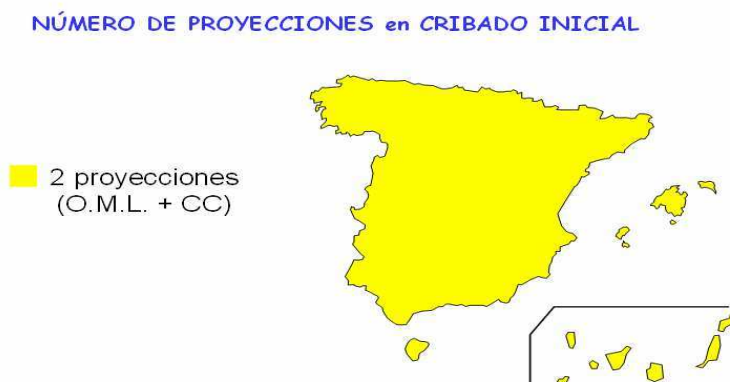 NÚMERO DE PROYECCIONES en CRIBADO INICIAL
2 proyecciones
(O.M.L. + CC)